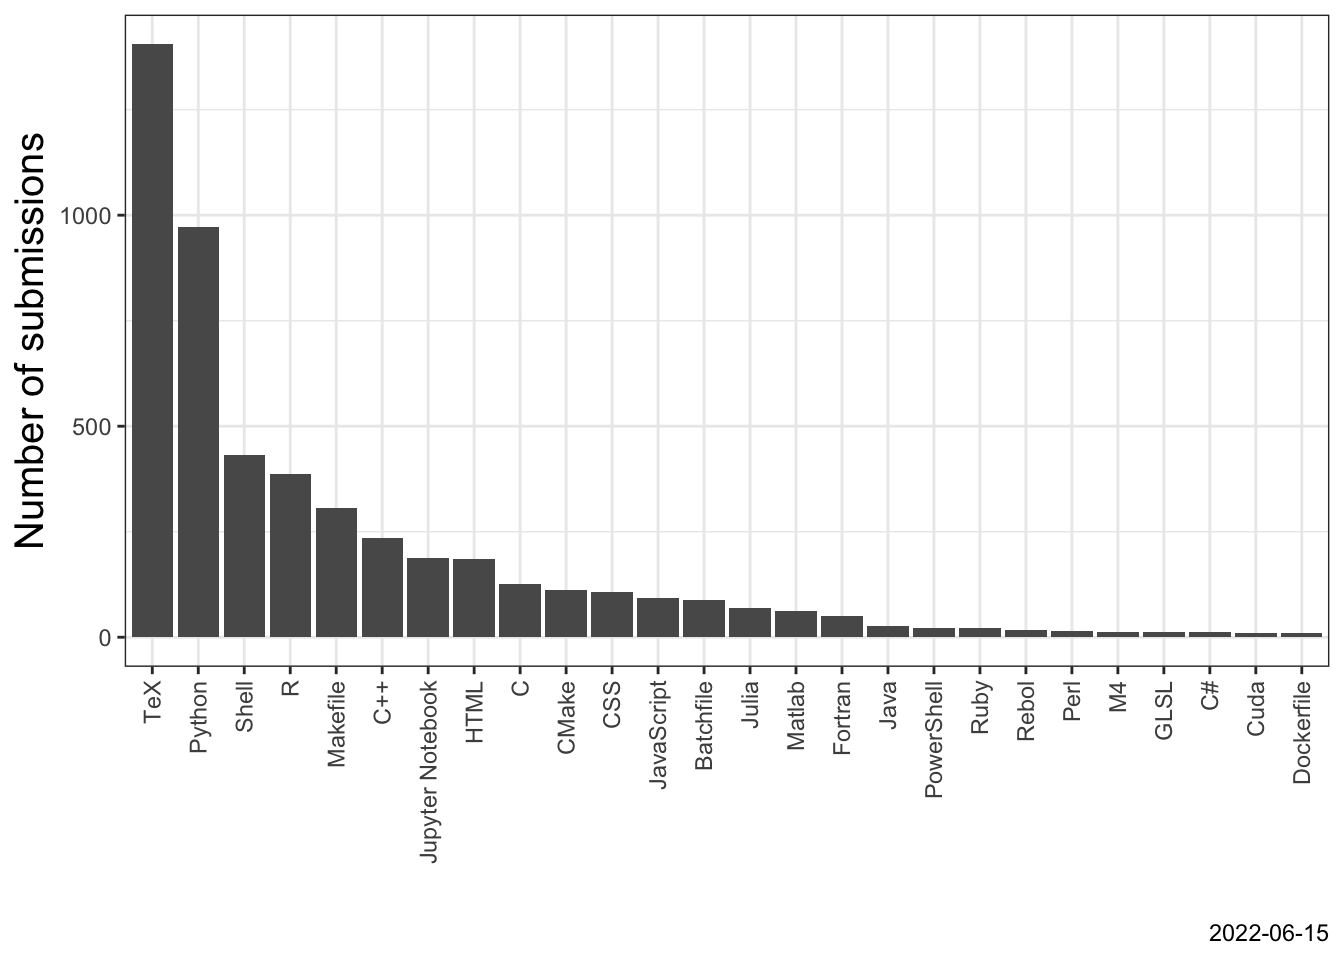 Number of submissions
1000
500
0
TeX
Python
Shell
R
Makefile
C++
Jupyter Notebook
HTML
C
CMake
CSS
JavaScript
Batchfile
Julia
Matlab
Fortran
Java
PowerShell
Ruby
Rebol
Perl
M4
GLSL
C#
Cuda
Dockerfile
2022-06-15